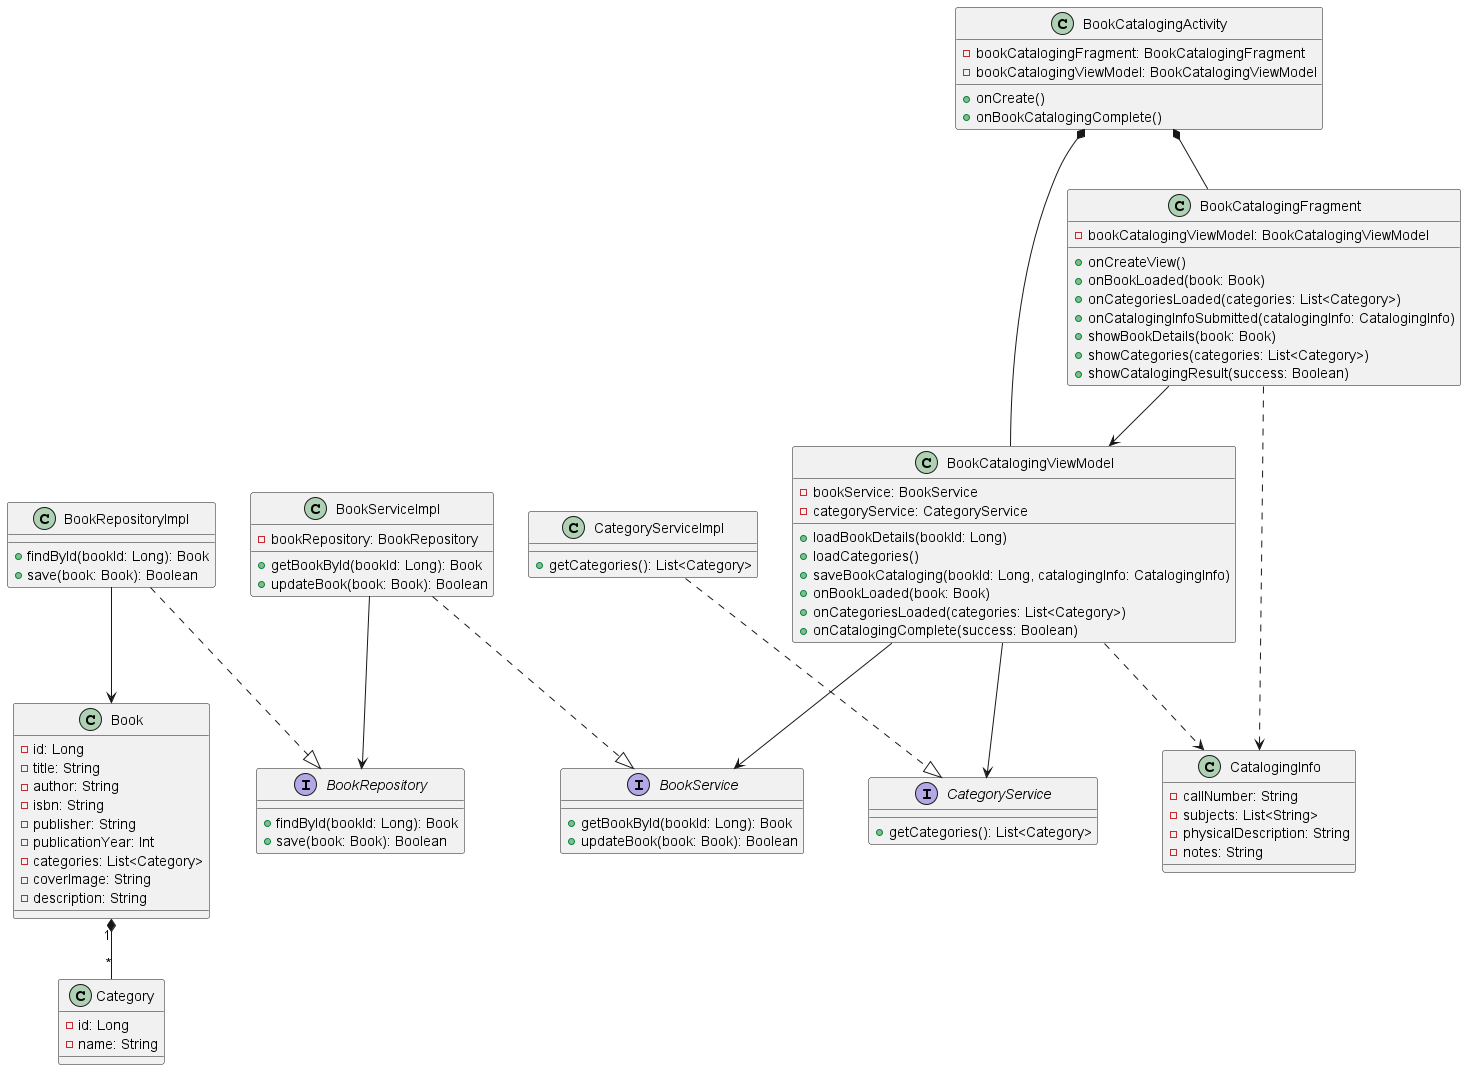 C BookCatalogingActivity
bookCatalogingFragment: BookCatalogingFragment
bookCatalogingViewModel: BookCatalogingViewModel
onCreate()
onBookCatalogingComplete()
C BookCatalogingFragment
bookCatalogingViewModel: BookCatalogingViewModel
onCreateView()
onBookLoaded(book: Book)
onCategoriesLoaded(categories: List<Category>)
onCatalogingInfoSubmitted(catalogingInfo: CatalogingInfo)
showBookDetails(book: Book)
showCategories(categories: List<Category>)
showCatalogingResult(success: Boolean)
C BookCatalogingViewModel
bookService: BookService
categoryService: CategoryService
loadBookDetails(bookId: Long)
loadCategories()
saveBookCataloging(bookId: Long, catalogingInfo: CatalogingInfo)
onBookLoaded(book: Book)
onCategoriesLoaded(categories: List<Category>)
onCatalogingComplete(success: Boolean)
C BookRepositoryImpl
findById(bookId: Long): Book
save(book: Book): Boolean
C BookServiceImpl
bookRepository: BookRepository
getBookById(bookId: Long): Book
updateBook(book: Book): Boolean
C CategoryServiceImpl
getCategories(): List<Category>
C Book
id: Long
title: String
author: String
isbn: String
publisher: String
publicationYear: Int
categories: List<Category>
coverImage: String
description: String
I BookRepository
findById(bookId: Long): Book
save(book: Book): Boolean
I BookService
getBookById(bookId: Long): Book
updateBook(book: Book): Boolean
I CategoryService
getCategories(): List<Category>
C CatalogingInfo
callNumber: String
subjects: List<String>
physicalDescription: String
notes: String
1
*
C Category
id: Long
name: String